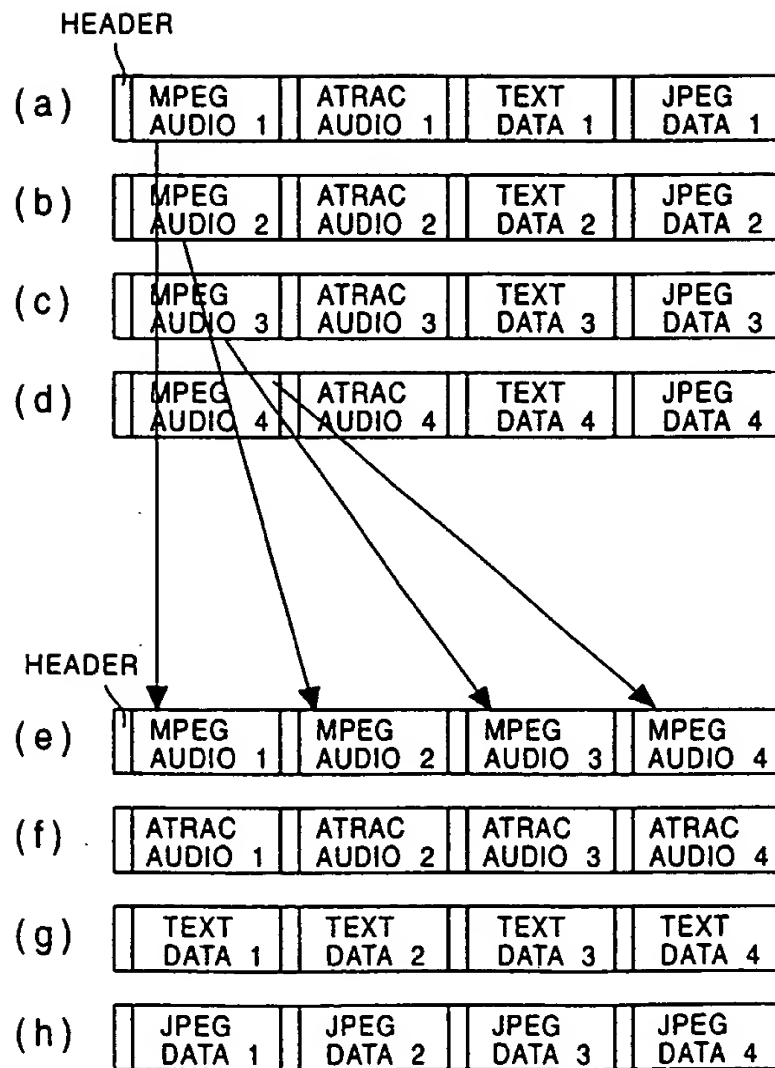 HEADER
(a) MPEG AUDIO 1 ATRAC AUDIO 1 TEXT DATA 1 JPEG DATA 1
(b) MPEG AUDIO 2 ATRAC AUDIO 2 TEXT DATA 2 JPEG DATA 2
(c) MPEG AUDIO 3 ATRAC AUDIO 3 TEXT DATA 3 JPEG DATA 3
(d) MPEG AUDIO 4 ATRAC AUDIO 4 TEXT DATA 4 JPEG DATA 4
HEADER
(e) MPEG AUDIO 1 MPEG AUDIO 2 MPEG AUDIO 3 MPEG AUDIO 4
(f) ATRAC AUDIO 1 ATRAC AUDIO 2 ATRAC AUDIO 3 ATRAC AUDIO 4
(g) TEXT DATA 1 TEXT DATA 2 TEXT DATA 3 TEXT DATA 4
(h) JPEG DATA 1 JPEG DATA 2 JPEG DATA 3 JPEG DATA 4